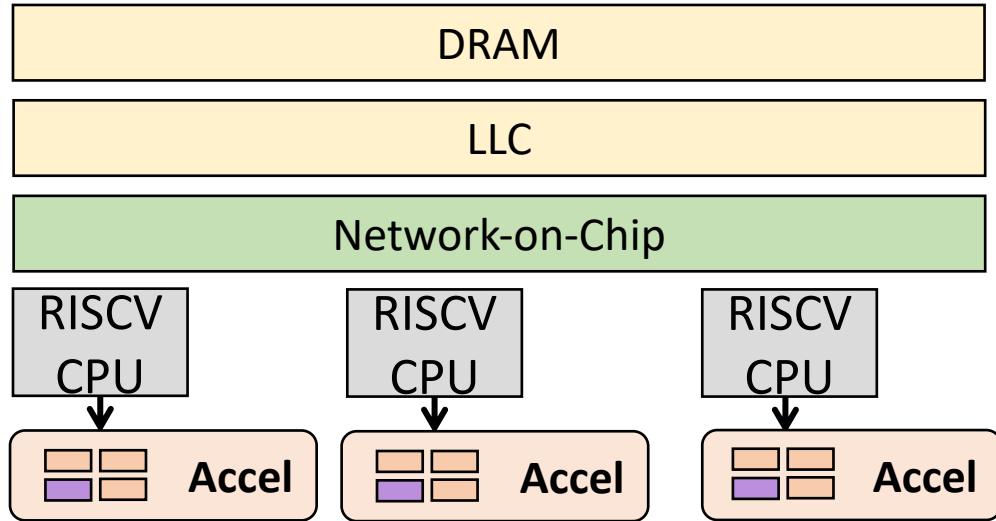 DRAM
LLC
Network-on-Chip
RISCV CPU
RISCV CPU
RISCV CPU
Accel
Accel
Accel